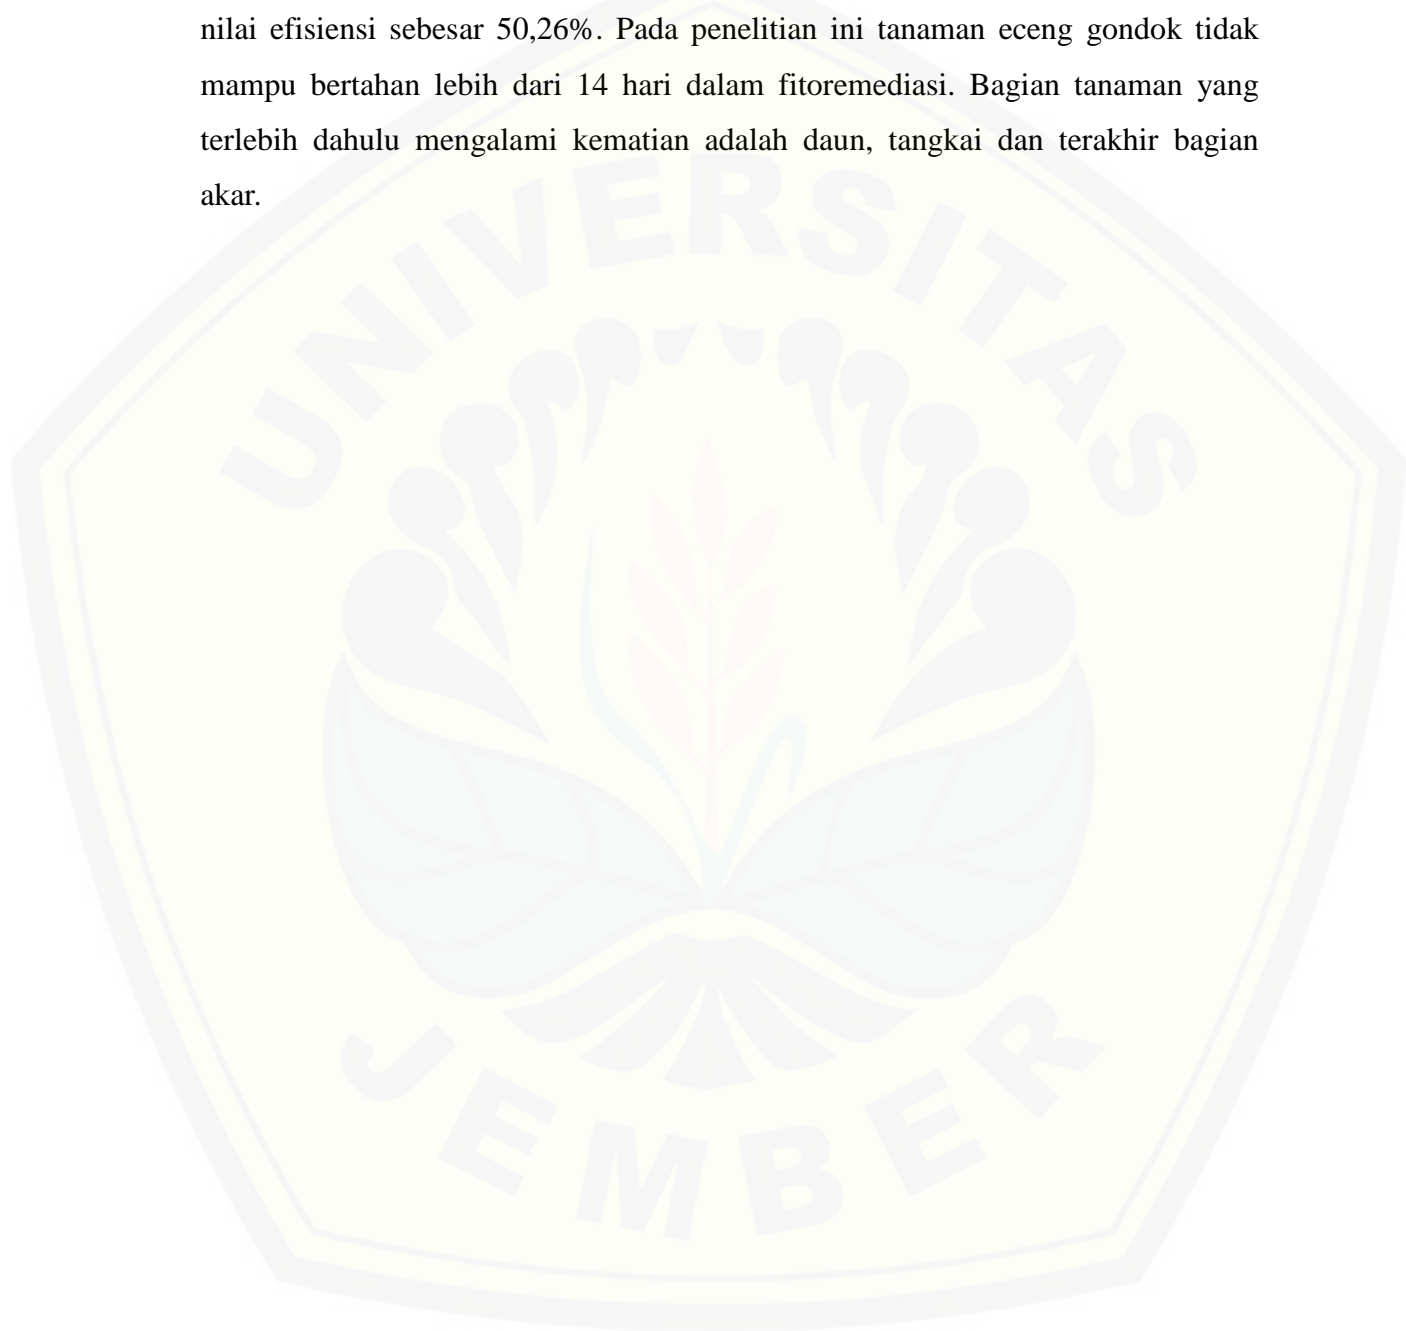 nilai efisiensi sebesar 50,26%. Pada penelitian ini tanaman eceng gondok tidak
mampu bertahan lebih dari 14 hari dalam fitoremediasi. Bagian tanaman yang
terlebih dahulu mengalami kematian adalah daun, tangkai dan terakhir bagian
akar.
UNIVERSITAS
JEMBER